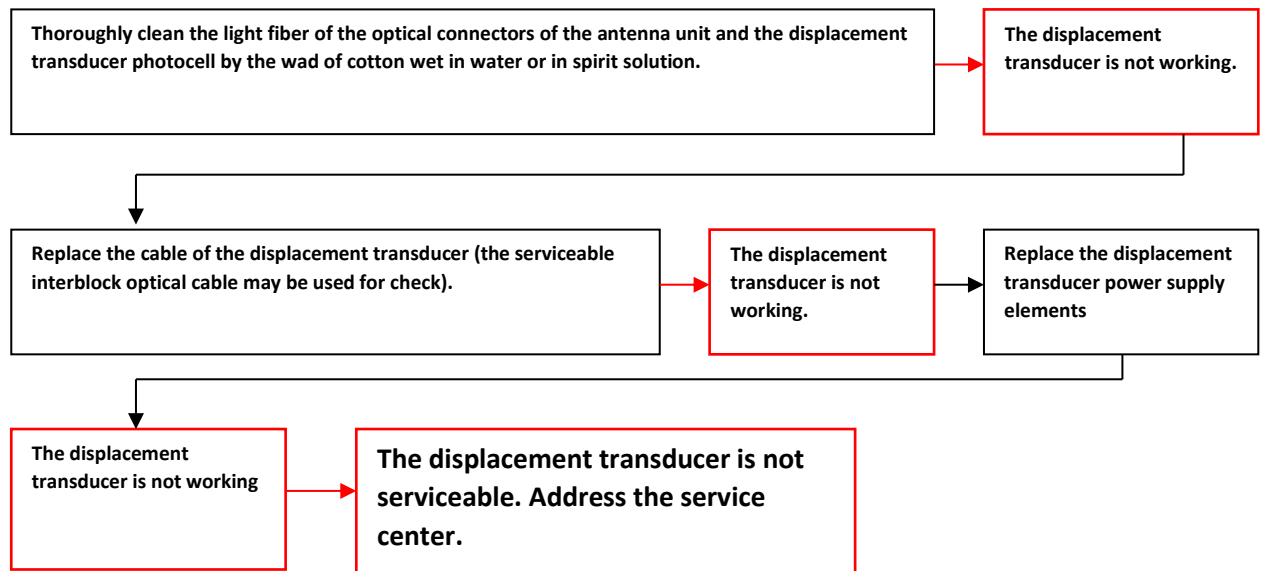 Thoroughly clean the light fiber of the optical connectors of the antenna unit and the displacement
transducer photocell by the wad of cotton wet in water or in spirit solution.
The displacement
transducer is not working.
Replace the cable of the displacement transducer (the serviceable
interblock optical cable may be used for check).
The displacement
transducer is not
working.
Replace the displacement
transducer power supply
elements
The displacement
transducer is not working
The displacement transducer is not
serviceable. Address the service
center.